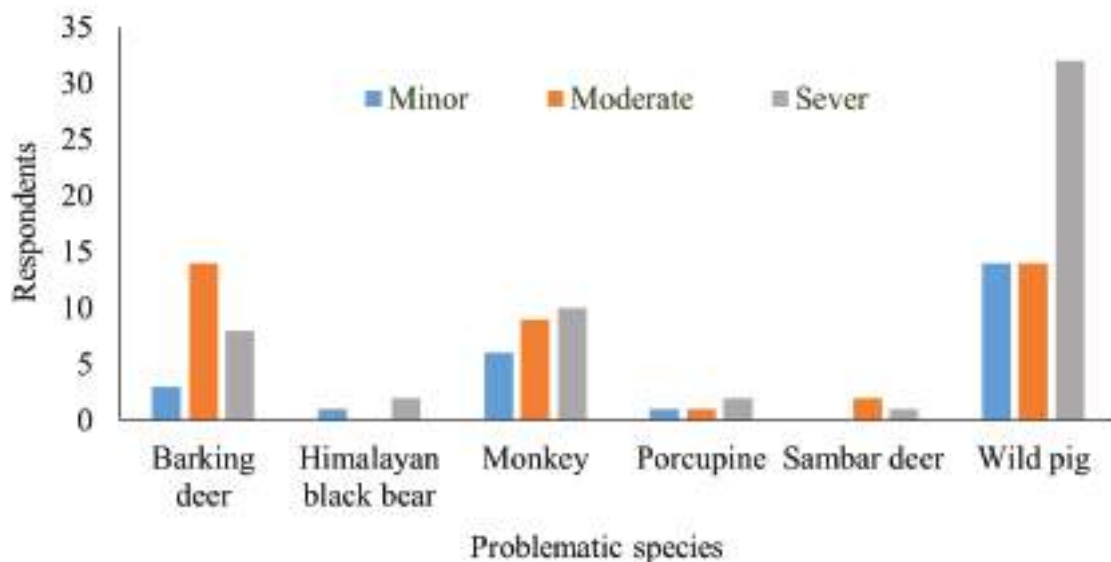 35
30
25
20
15
10
5
0
Respondents
Minor Moderate Sever
Barking deer
Himalayan black bear
Monkey
Porcupine
Sambar deer
Wild pig
Problematic species